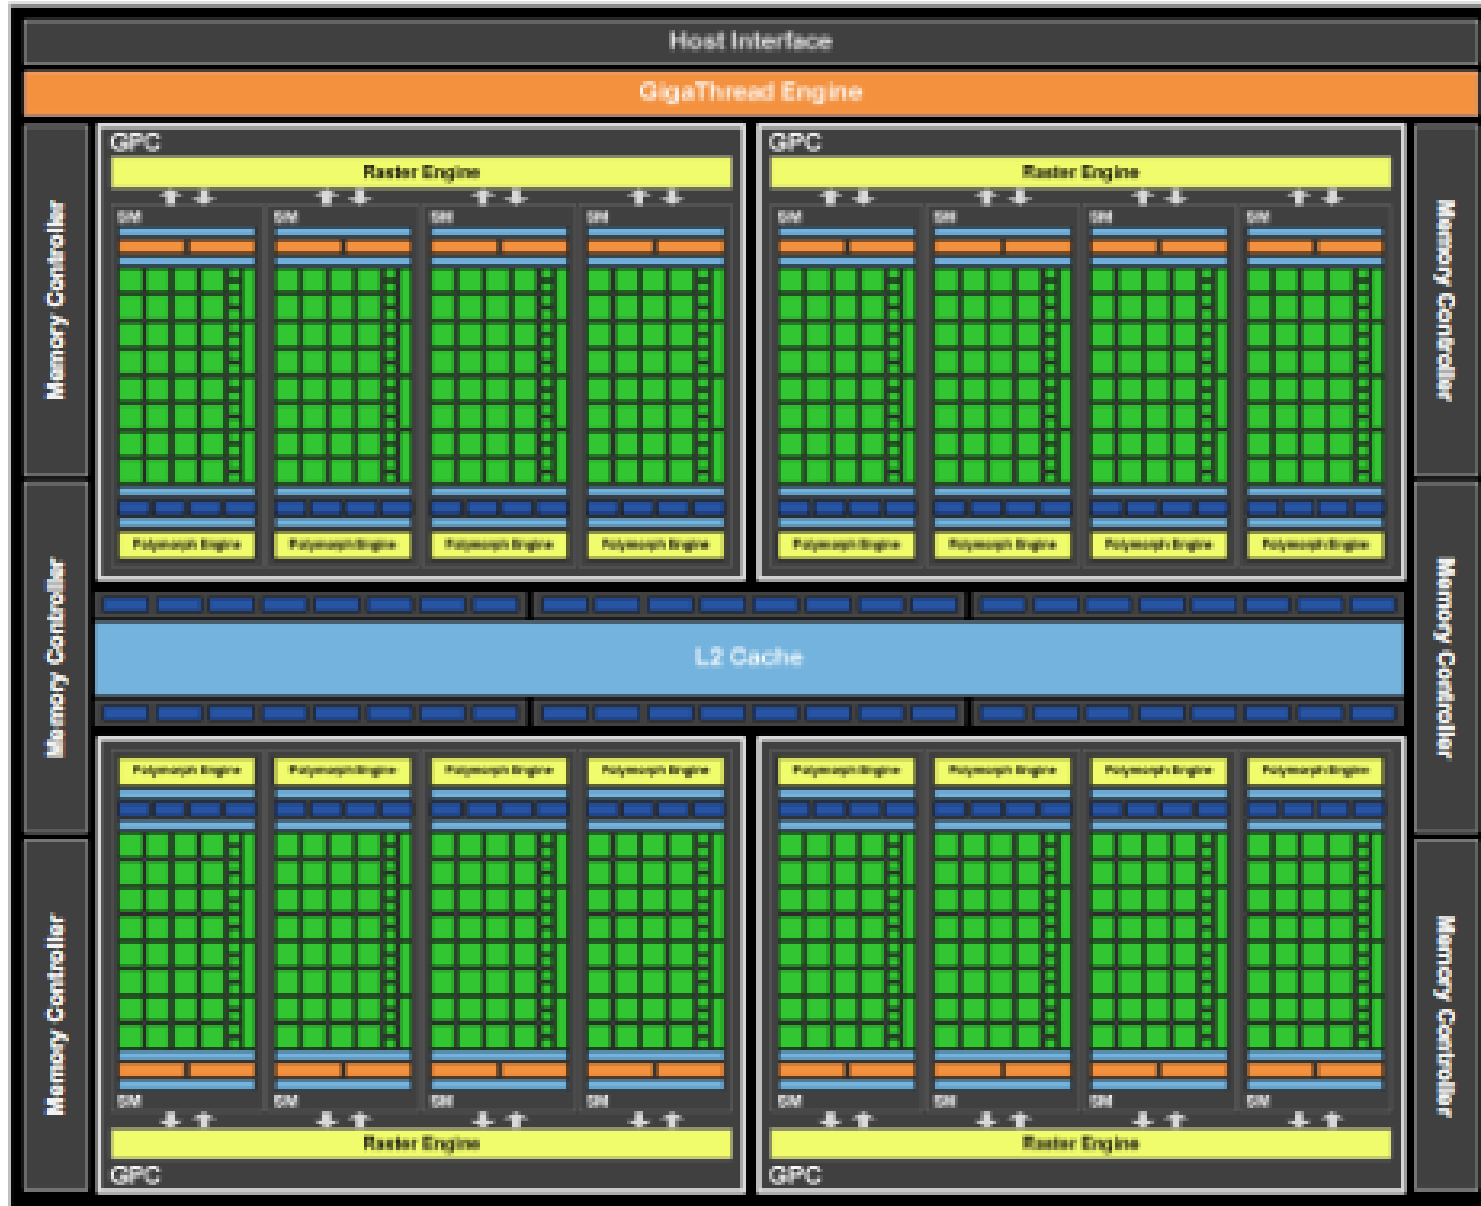 Host Interface
GigaThread Engine
GPC GPC
Raster Engine Raster Engine
SM SM SM SM SM SM SM SM
Memory Controller Memory Controller
Polymorph Engine Polymorph Engine Polymorph Engine Polymorph Engine Polymorph Engine Polymorph Engine Polymorph Engine Polymorph Engine
Memory Controller L2 Cache Memory Controller
Polymorph Engine Polymorph Engine Polymorph Engine Polymorph Engine Polymorph Engine Polymorph Engine Polymorph Engine Polymorph Engine
Memory Controller Memory Controller
SM SM SM SM SM SM SM SM
Raster Engine Raster Engine
GPC GPC